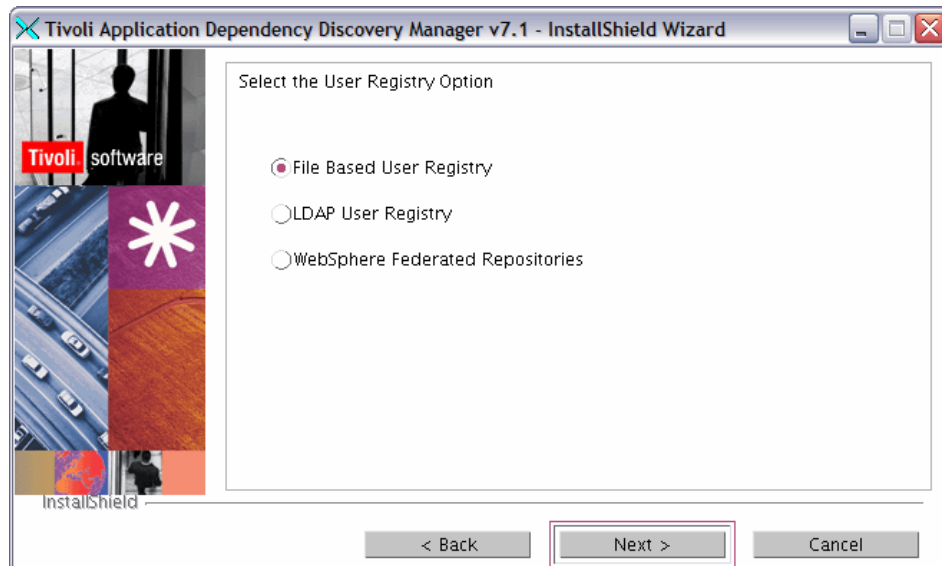 Tivoli Application Dependency Discovery Manager v7.1 - InstallShield Wizard
Select the User Registry Option
Tivoli. software
File Based User Registry
LDAP User Registry
WebSphere Federated Repositories
InstallShield
< Back
Next >
Cancel